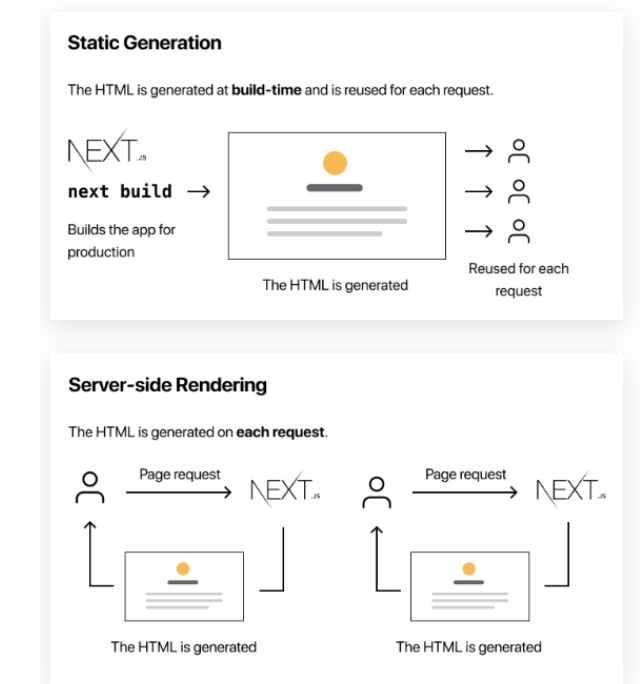 Static Generation
The HTML is generated at build-time and is reused for each request.
NEXT.JS
next build
Builds the app for
production
The HTML is generated
Reused for each
request
Server-side Rendering
The HTML is generated on each request.
Page request
NEXT.JS
The HTML is generated
Page request
NEXT.JS
The HTML is generated